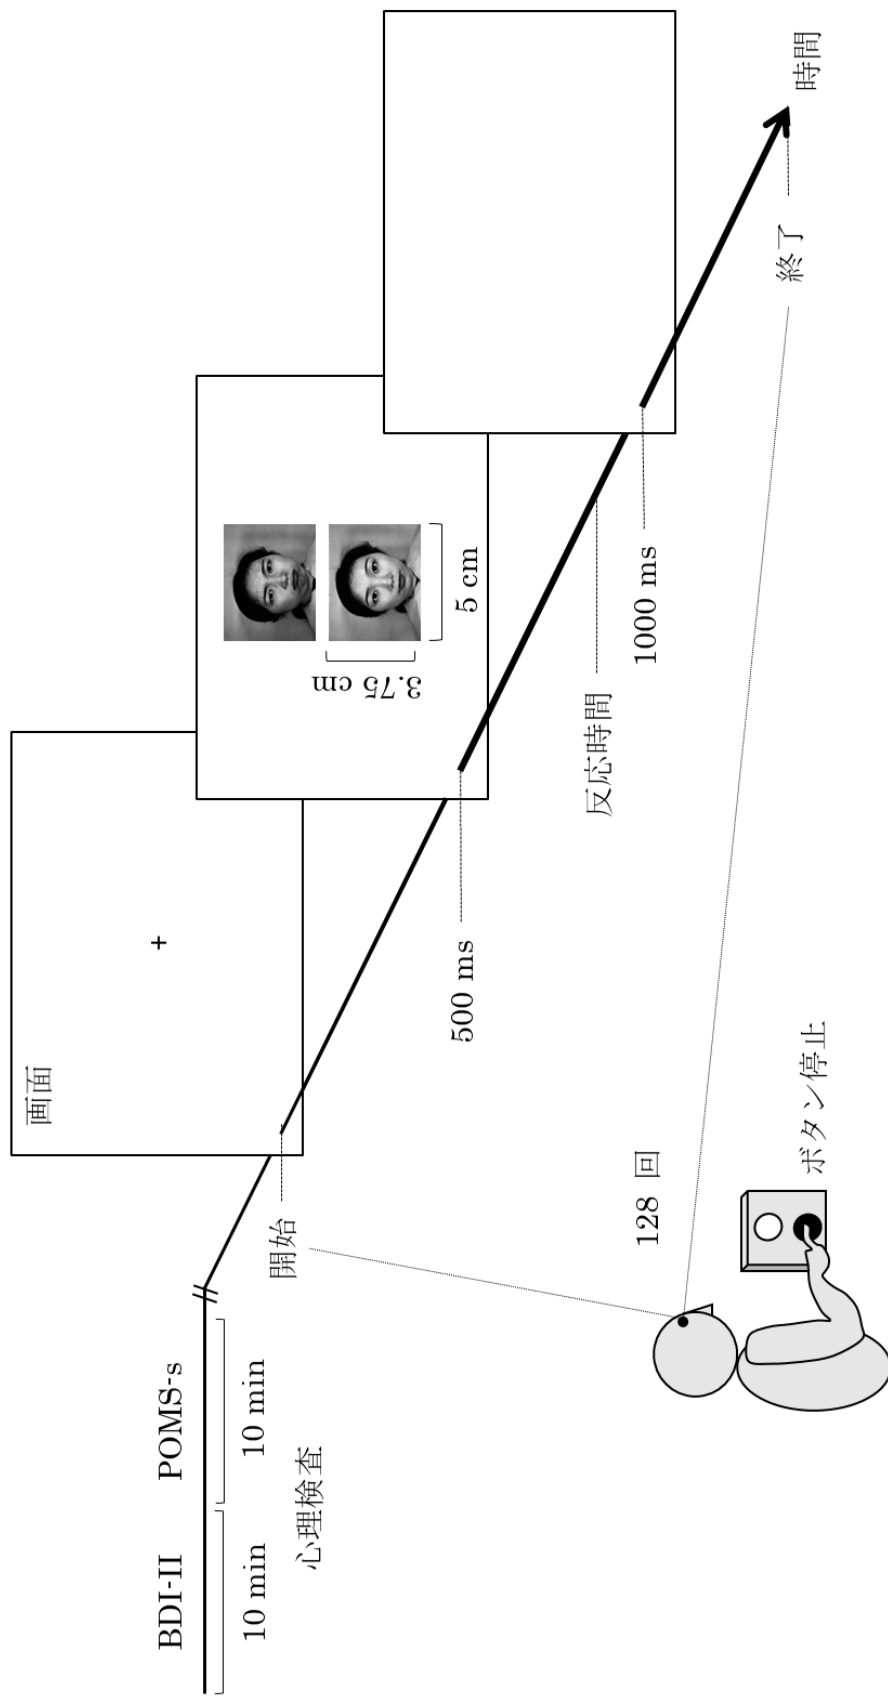 BDI-II
POMS-s
10 min
10 min
心理検査
画面
+
開始
500 ms
3.75 cm
5 cm
反応時間
1000 ms
終了
時間
128 回
ボタン停止